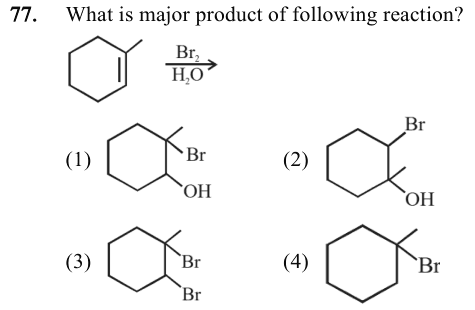 77. What is major product of following reaction?
Br₂
H₂O
(1) Br OH
(2) Br OH
(3) Br Br
(4) Br